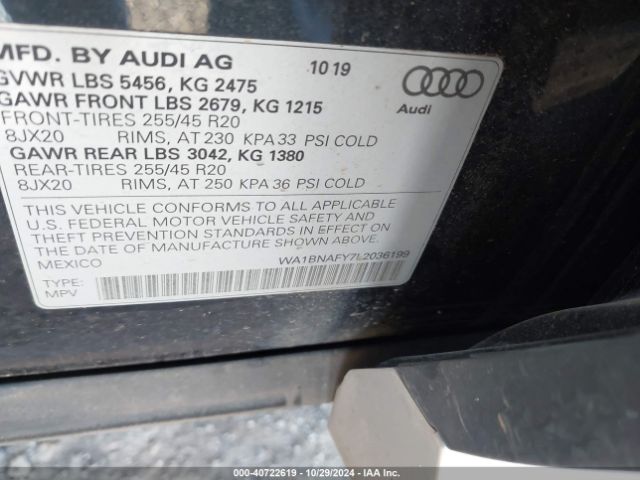 MFD. BY AUDI AG 10 19
GVWR LBS 5456, KG 2475
GAWR FRONT LBS 2679, KG 1215
Audi
FRONT-TIRES 255/45 R20
8JX20 RIMS, AT 230 KPA 33 PSI COLD
GAWR REAR LBS 3042, KG 1380
REAR-TIRES 255/45 R20
8JX20 RIMS, AT 250 KPA 36 PSI COLD
THIS VEHICLE CONFORMS TO ALL APPLICABLE
U.S. FEDERAL MOTOR VEHICLE SAFETY AND
THEFT PREVENTION STANDARDS IN EFFECT ON
THE DATE OF MANUFACTURE SHOWN ABOVE.
MEXICO WA1BNAFY7L2036199
TYPE:
MPV
000-40722619 - 10/29/2024 - IAA Inc.